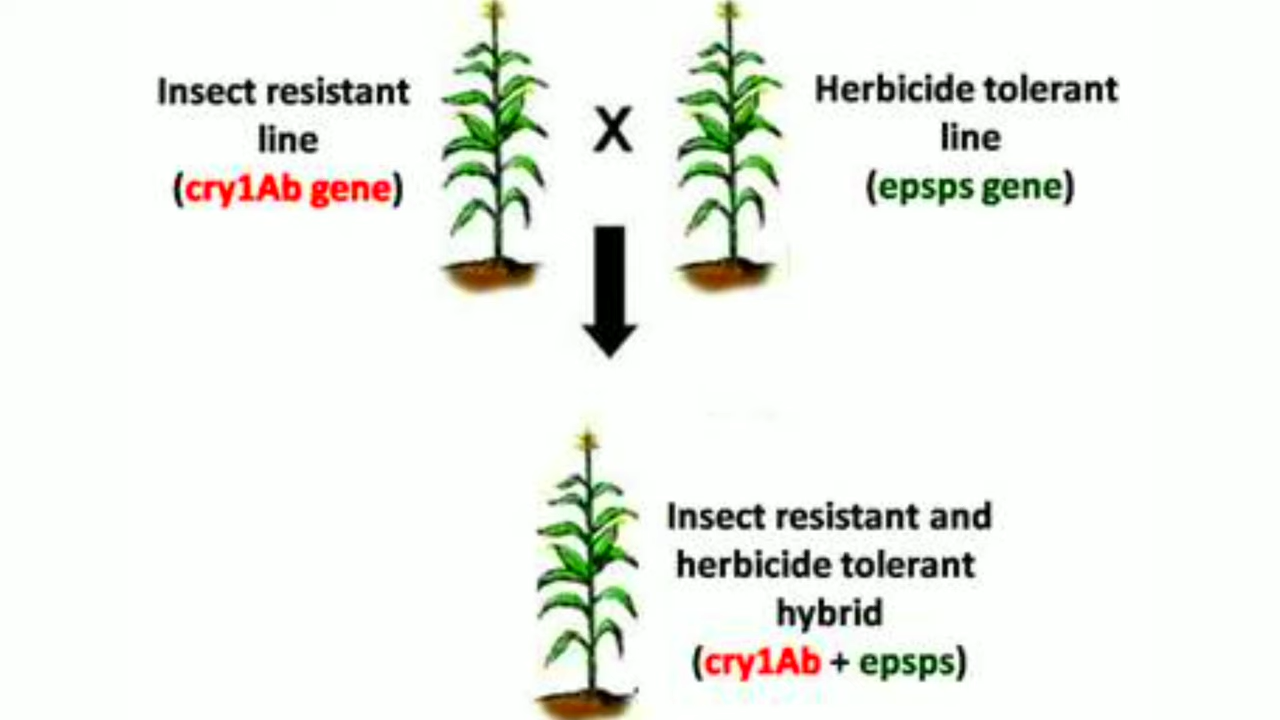 Insect resistant
line
(cry1Ab gene)
X
Herbicide tolerant
line
(epsps gene)
Insect resistant and
herbicide tolerant
hybrid
(cry1Ab + epsps)